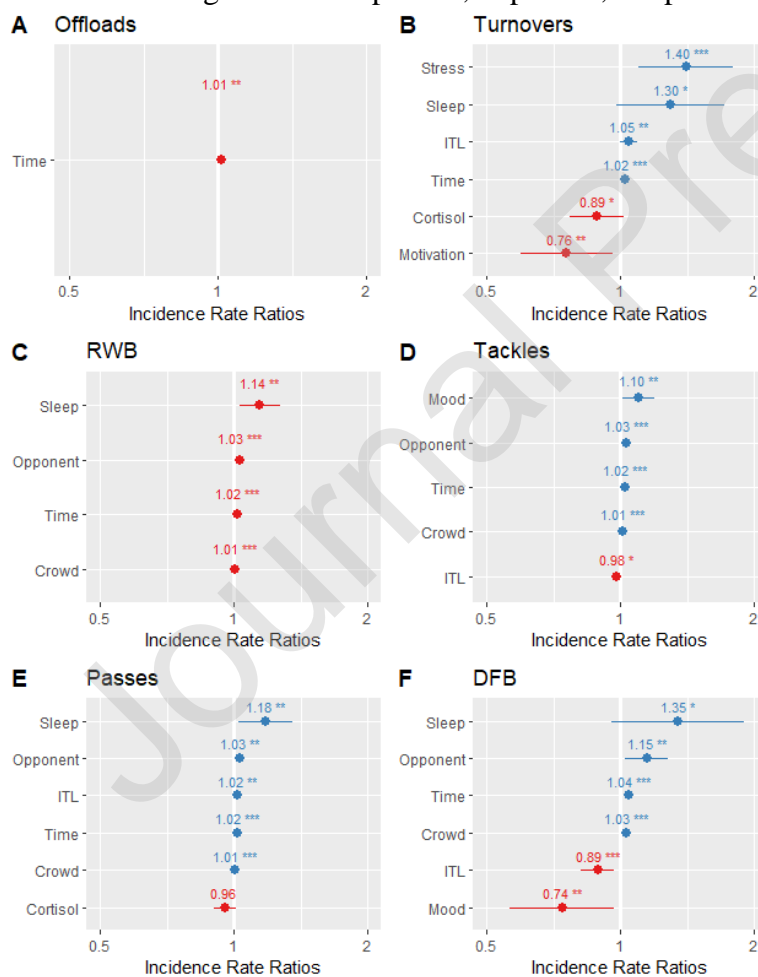 A Offloads
1.01 **
Time
0.5 1 2
Incidence Rate Ratios
B Turnovers
Stress 1.40 ***
Sleep 1.30 *
ITL 1.05 **
Time 1.02 ***
Cortisol 0.89 *
Motivation 0.76 **
0.5 1 2
Incidence Rate Ratios
C RWB
Sleep 1.14 **
Opponent 1.03 ***
Time 1.02 ***
Crowd 1.01 ***
0.5 1 2
Incidence Rate Ratios
D Tackles
Mood 1.10 **
Opponent 1.03 ***
Time 1.02 ***
Crowd 1.01 ***
ITL 0.98 *
0.5 1 2
Incidence Rate Ratios
E Passes
Sleep 1.18 **
Opponent 1.03 **
ITL 1.02 **
Time 1.02 ***
Crowd 1.01 ***
Cortisol 0.96
0.5 1 2
Incidence Rate Ratios
F DFB
Sleep 1.35 *
Opponent 1.15 **
Time 1.04 ***
Crowd 1.03 ***
ITL 0.89 ***
Mood 0.74 **
0.5 1 2
Incidence Rate Ratios
Journal Pre